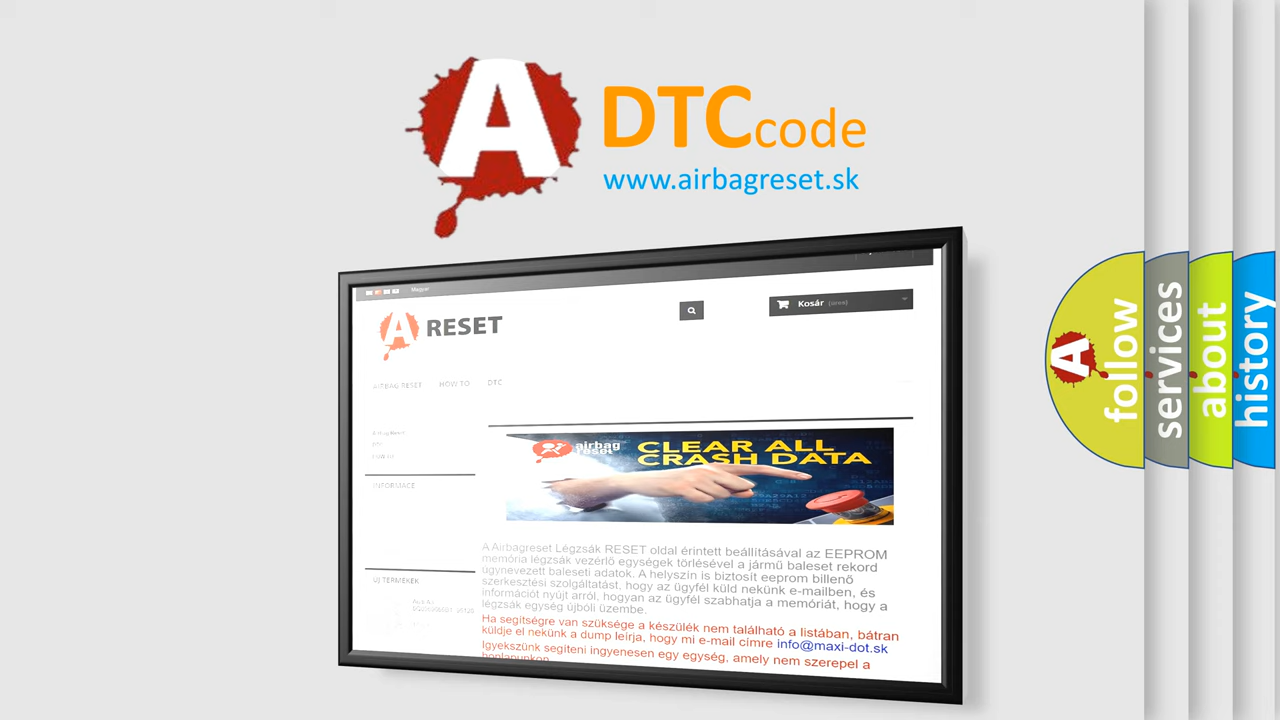 A DTC code
www.airbagreset.sk
Magyar
Kosár (üres)
A RESET
AIRBAG RESET HOW TO DTC
INFORMACE
airbag reset
CLEAR ALL
CRASH DATA
A Airbagreset Légzsák RESET oldal érintett beállításával az EEPROM
memória légzsák vezérlő egységek törlésével a jármű baleset rekord
úgynevezett baleseti adatok. A helyszín is biztosít eeprom billenő
szerkesztési szolgáltatást, hogy az ügyfél küld nekünk e-mailben, és
információt nyújt arról, hogyan az ügyfél szabhatja a memóriát, hogy a
légzsák egység újbóli üzembe.
Ha segítségre van szüksége a készülék nem található a listában, bátran
küldje el nekünk a dump leírja, hogy mi e-mail címre info@maxi-dot.sk
Igyekszünk segíteni ingyenesen egy egység, amely nem szerepel a
honlapunkon
ÚJ TERMÉKEK
A follow
services
about
history